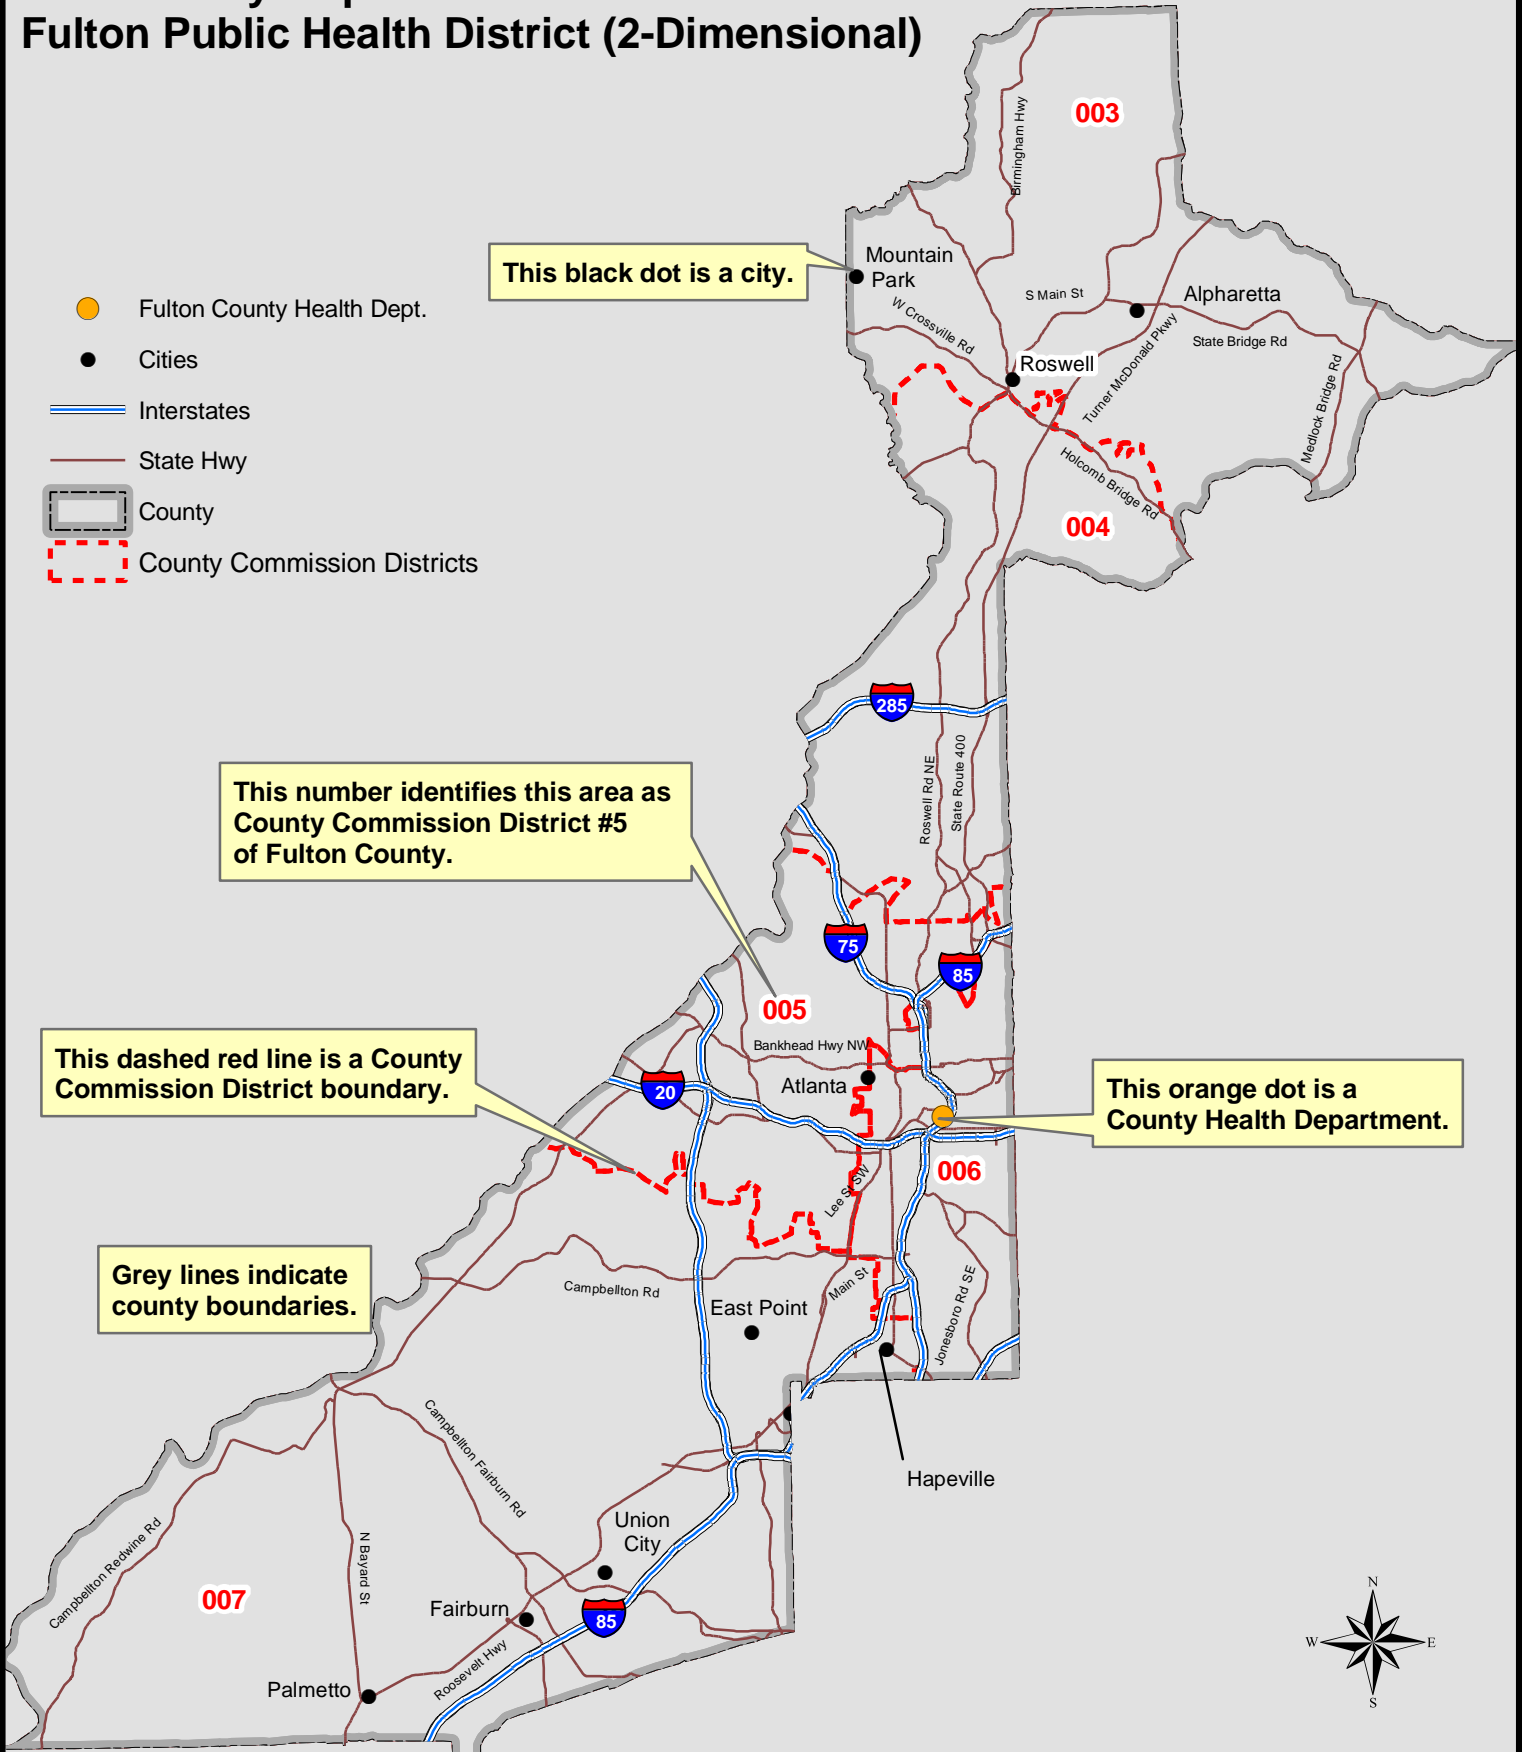 Fulton Public Health District (2-Dimensional)
003
Birmingham Hwy
This black dot is a city.
Mountain
Park
Fulton County Health Dept.
Cities
Interstates
State Hwy
County
County Commission Districts
S Main St
Alpharetta
W Crossville Rd
State Bridge Rd
Roswell
Turner McDonald Pkwy
Medlock Bridge Rd
Holcomb Bridge Rd
004
285
Roswell Rd NE
State Route 400
This number identifies this area as
County Commission District #5
of Fulton County.
75
85
005
Bankhead Hwy NW
This dashed red line is a County
Commission District boundary.
20
Atlanta
This orange dot is a
County Health Department.
006
Lee St SW
Grey lines indicate
county boundaries.
Campbellton Rd
Main St
East Point
Jonesboro Rd SE
Campbellton Fairburn Rd
Hapeville
Union
City
Campbellton Redwine Rd
N Bayard St
007
Fairburn
85
Roosevelt Hwy
Palmetto
N
W
E
S